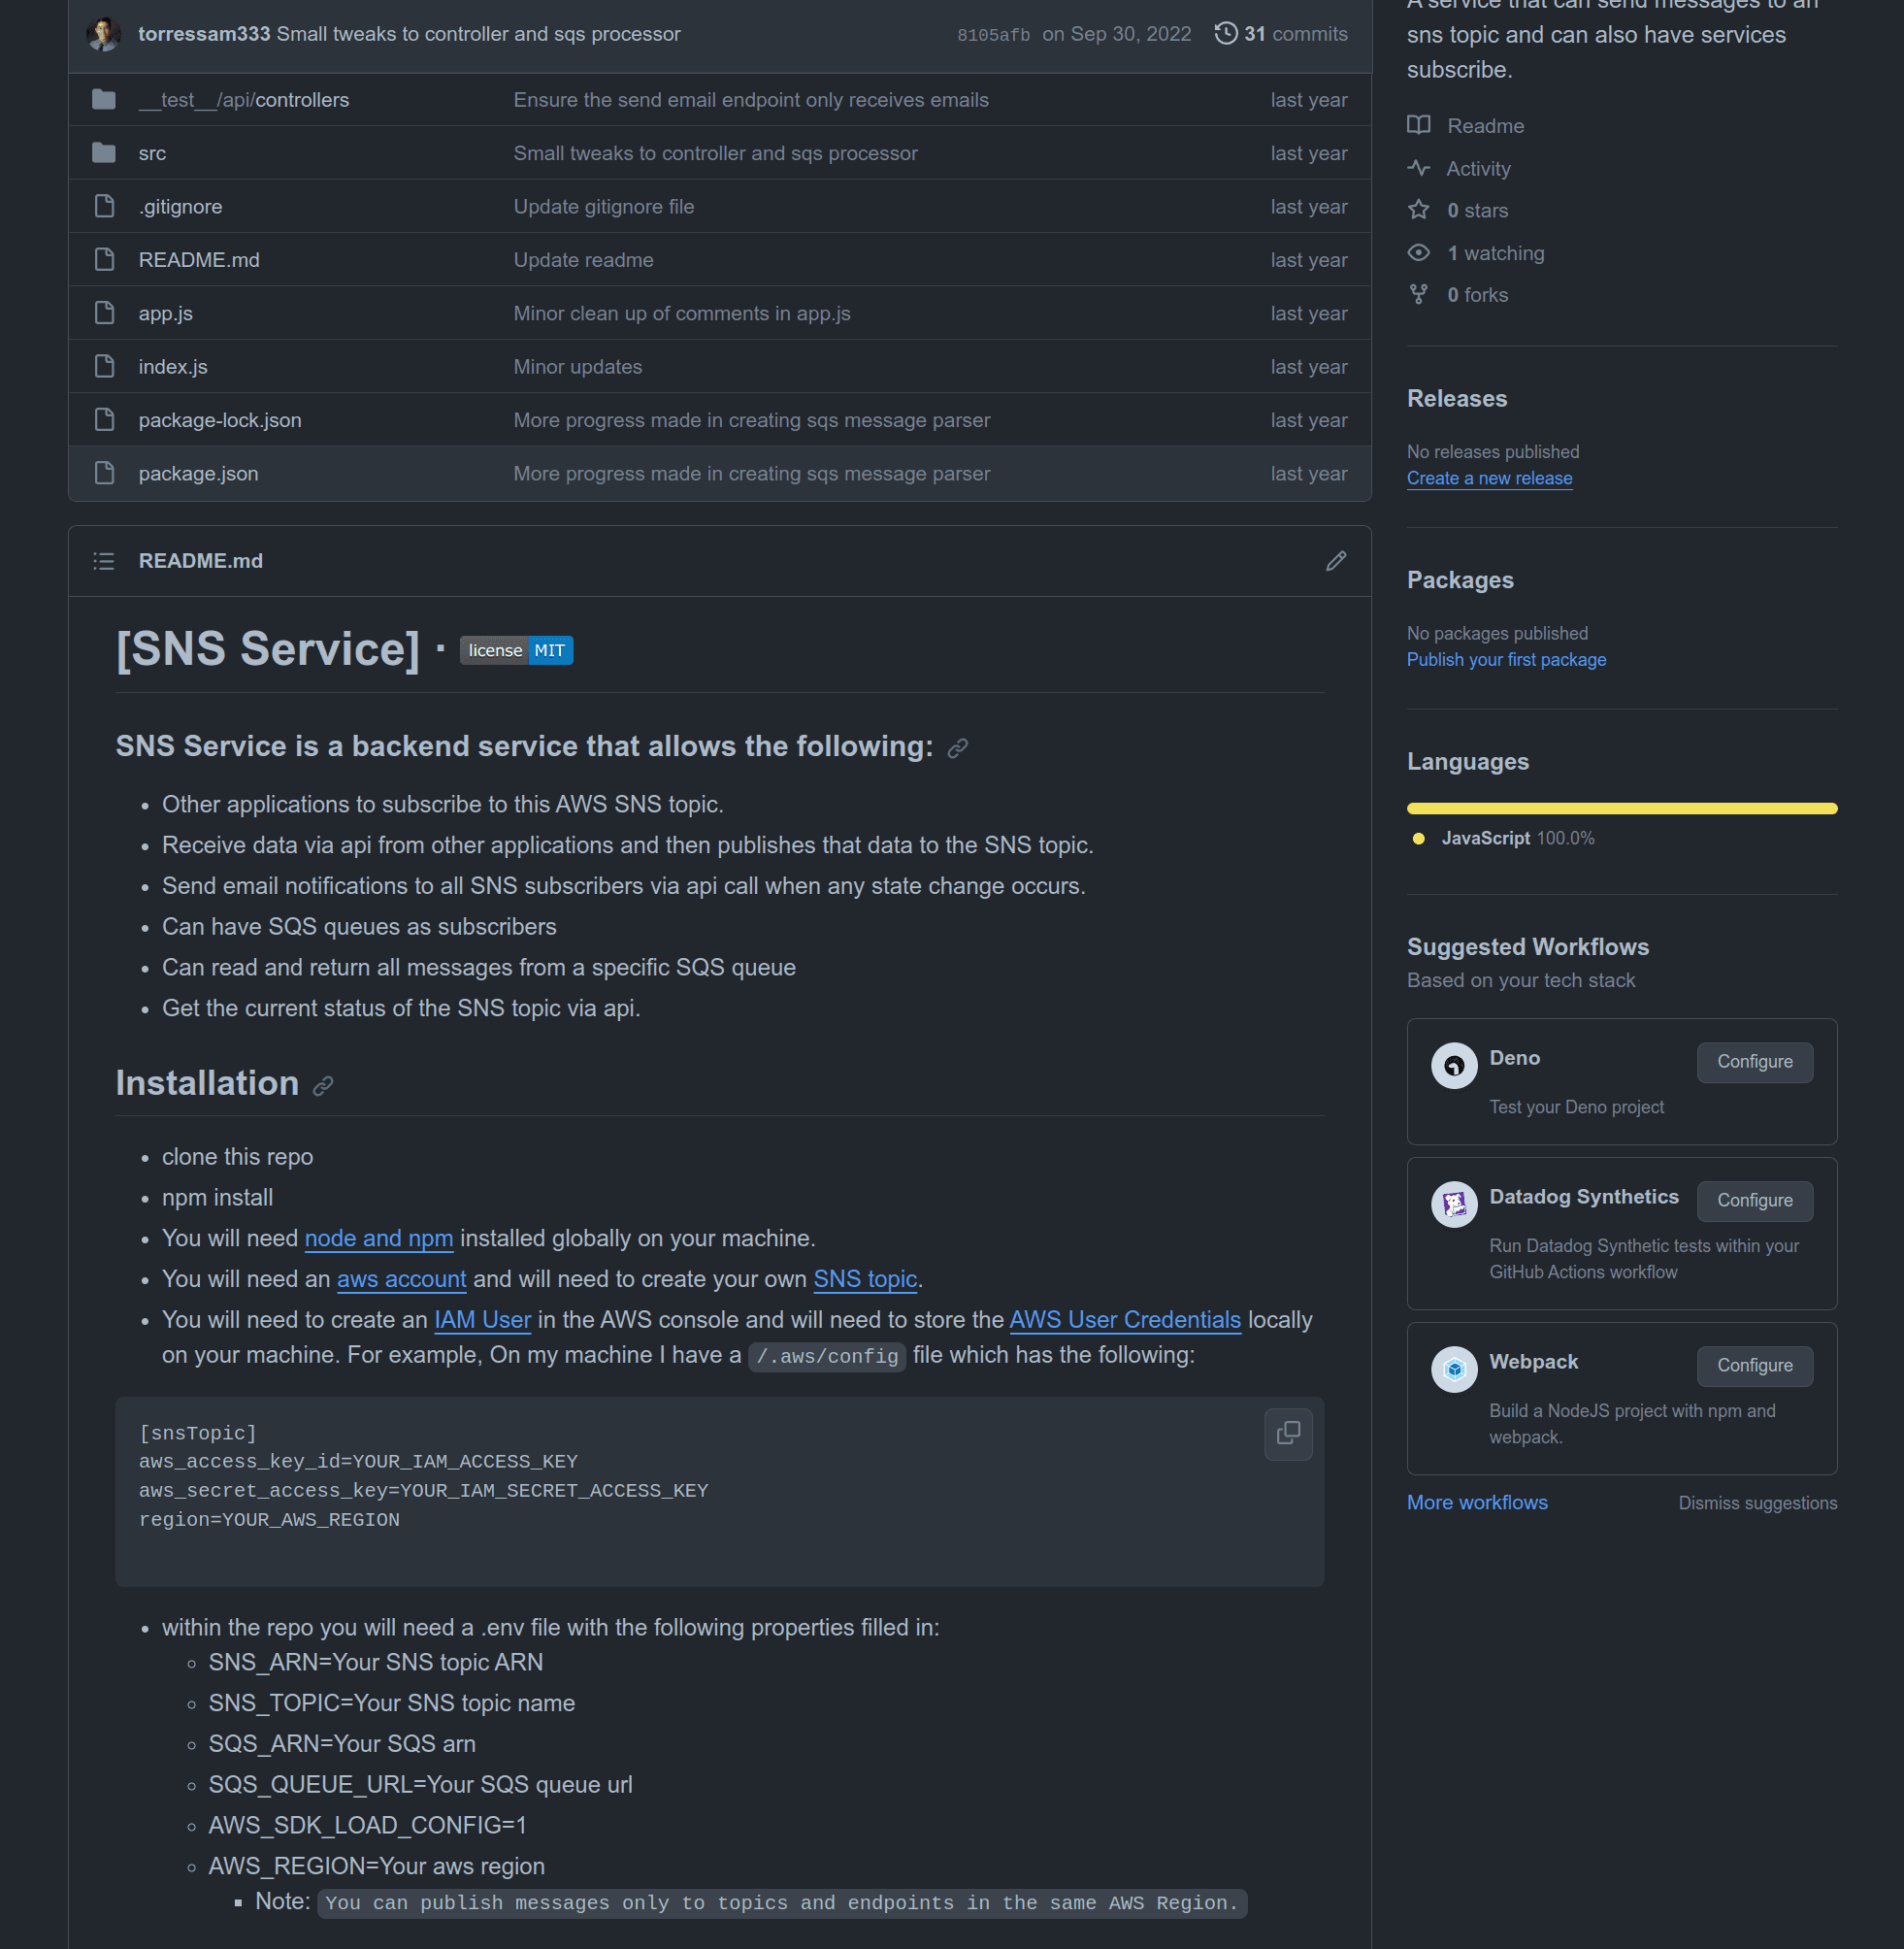 torressam333 Small tweaks to controller and sqs processor 8105afb on Sep 30, 2022 31 commits
__test__/api/controllers Ensure the send email endpoint only receives emails last year
src Small tweaks to controller and sqs processor last year
.gitignore Update gitignore file last year
README.md Update readme last year
app.js Minor clean up of comments in app.js last year
index.js Minor updates last year
package-lock.json More progress made in creating sqs message parser last year
package.json More progress made in creating sqs message parser last year
README.md
[SNS Service] · license MIT
SNS Service is a backend service that allows the following:
• Other applications to subscribe to this AWS SNS topic.
• Receive data via api from other applications and then publishes that data to the SNS topic.
• Send email notifications to all SNS subscribers via api call when any state change occurs.
• Can have SQS queues as subscribers
• Can read and return all messages from a specific SQS queue
• Get the current status of the SNS topic via api.
Installation
• clone this repo
• npm install
• You will need node and npm installed globally on your machine.
• You will need an aws account and will need to create your own SNS topic.
• You will need to create an IAM User in the AWS console and will need to store the AWS User Credentials locally
on your machine. For example, On my machine I have a /.aws/config file which has the following:
[snsTopic]
aws_access_key_id=YOUR_IAM_ACCESS_KEY
aws_secret_access_key=YOUR_IAM_SECRET_ACCESS_KEY
region=YOUR_AWS_REGION
• within the repo you will need a .env file with the following properties filled in:
◦ SNS_ARN=Your SNS topic ARN
◦ SNS_TOPIC=Your SNS topic name
◦ SQS_ARN=Your SQS arn
◦ SQS_QUEUE_URL=Your SQS queue url
◦ AWS_SDK_LOAD_CONFIG=1
◦ AWS_REGION=Your aws region
▪ Note: You can publish messages only to topics and endpoints in the same AWS Region.
A service that can send messages to an
sns topic and can also have services
subscribe.
Readme
Activity
0 stars
1 watching
0 forks
Releases
No releases published
Create a new release
Packages
No packages published
Publish your first package
Languages
JavaScript 100.0%
Suggested Workflows
Based on your tech stack
Deno Configure
Test your Deno project
Datadog Synthetics Configure
Run Datadog Synthetic tests within your
GitHub Actions workflow
Webpack Configure
Build a NodeJS project with npm and
webpack.
More workflows Dismiss suggestions